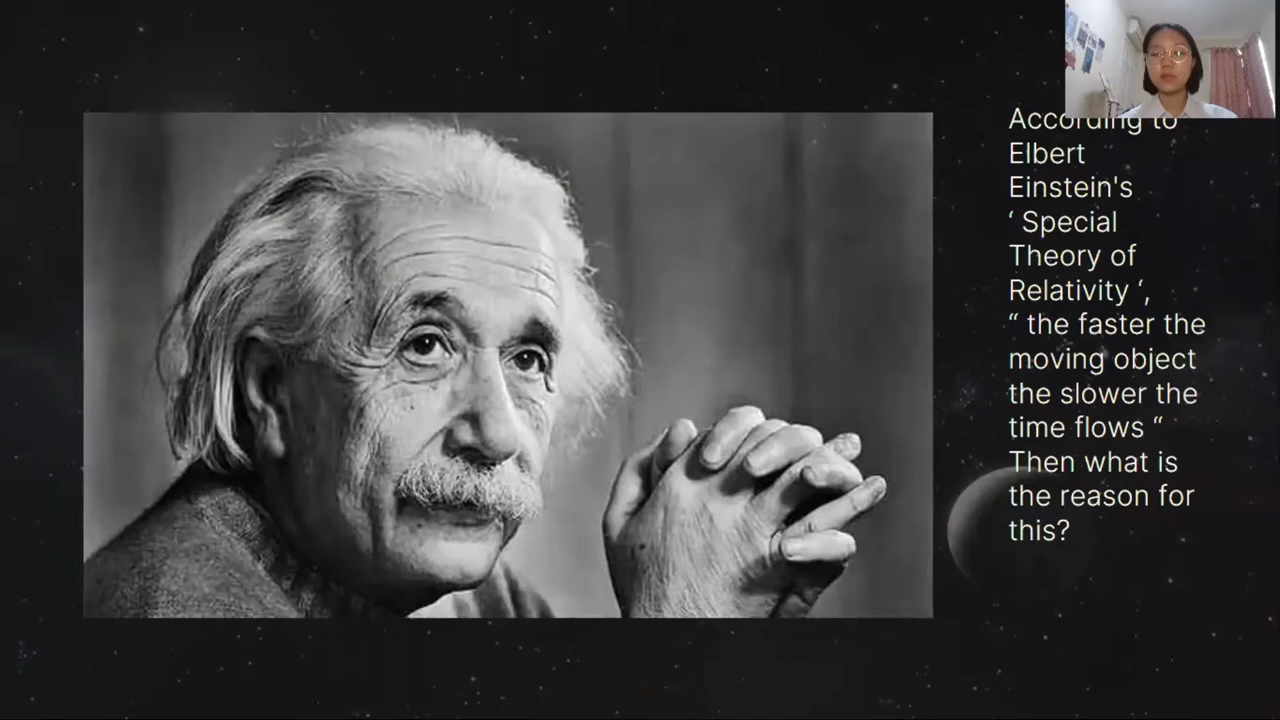 According to
Elbert
Einstein's
‘ Special
Theory of
Relativity ‘,
“ the faster the
moving object
the slower the
time flows “
Then what is
the reason for
this?